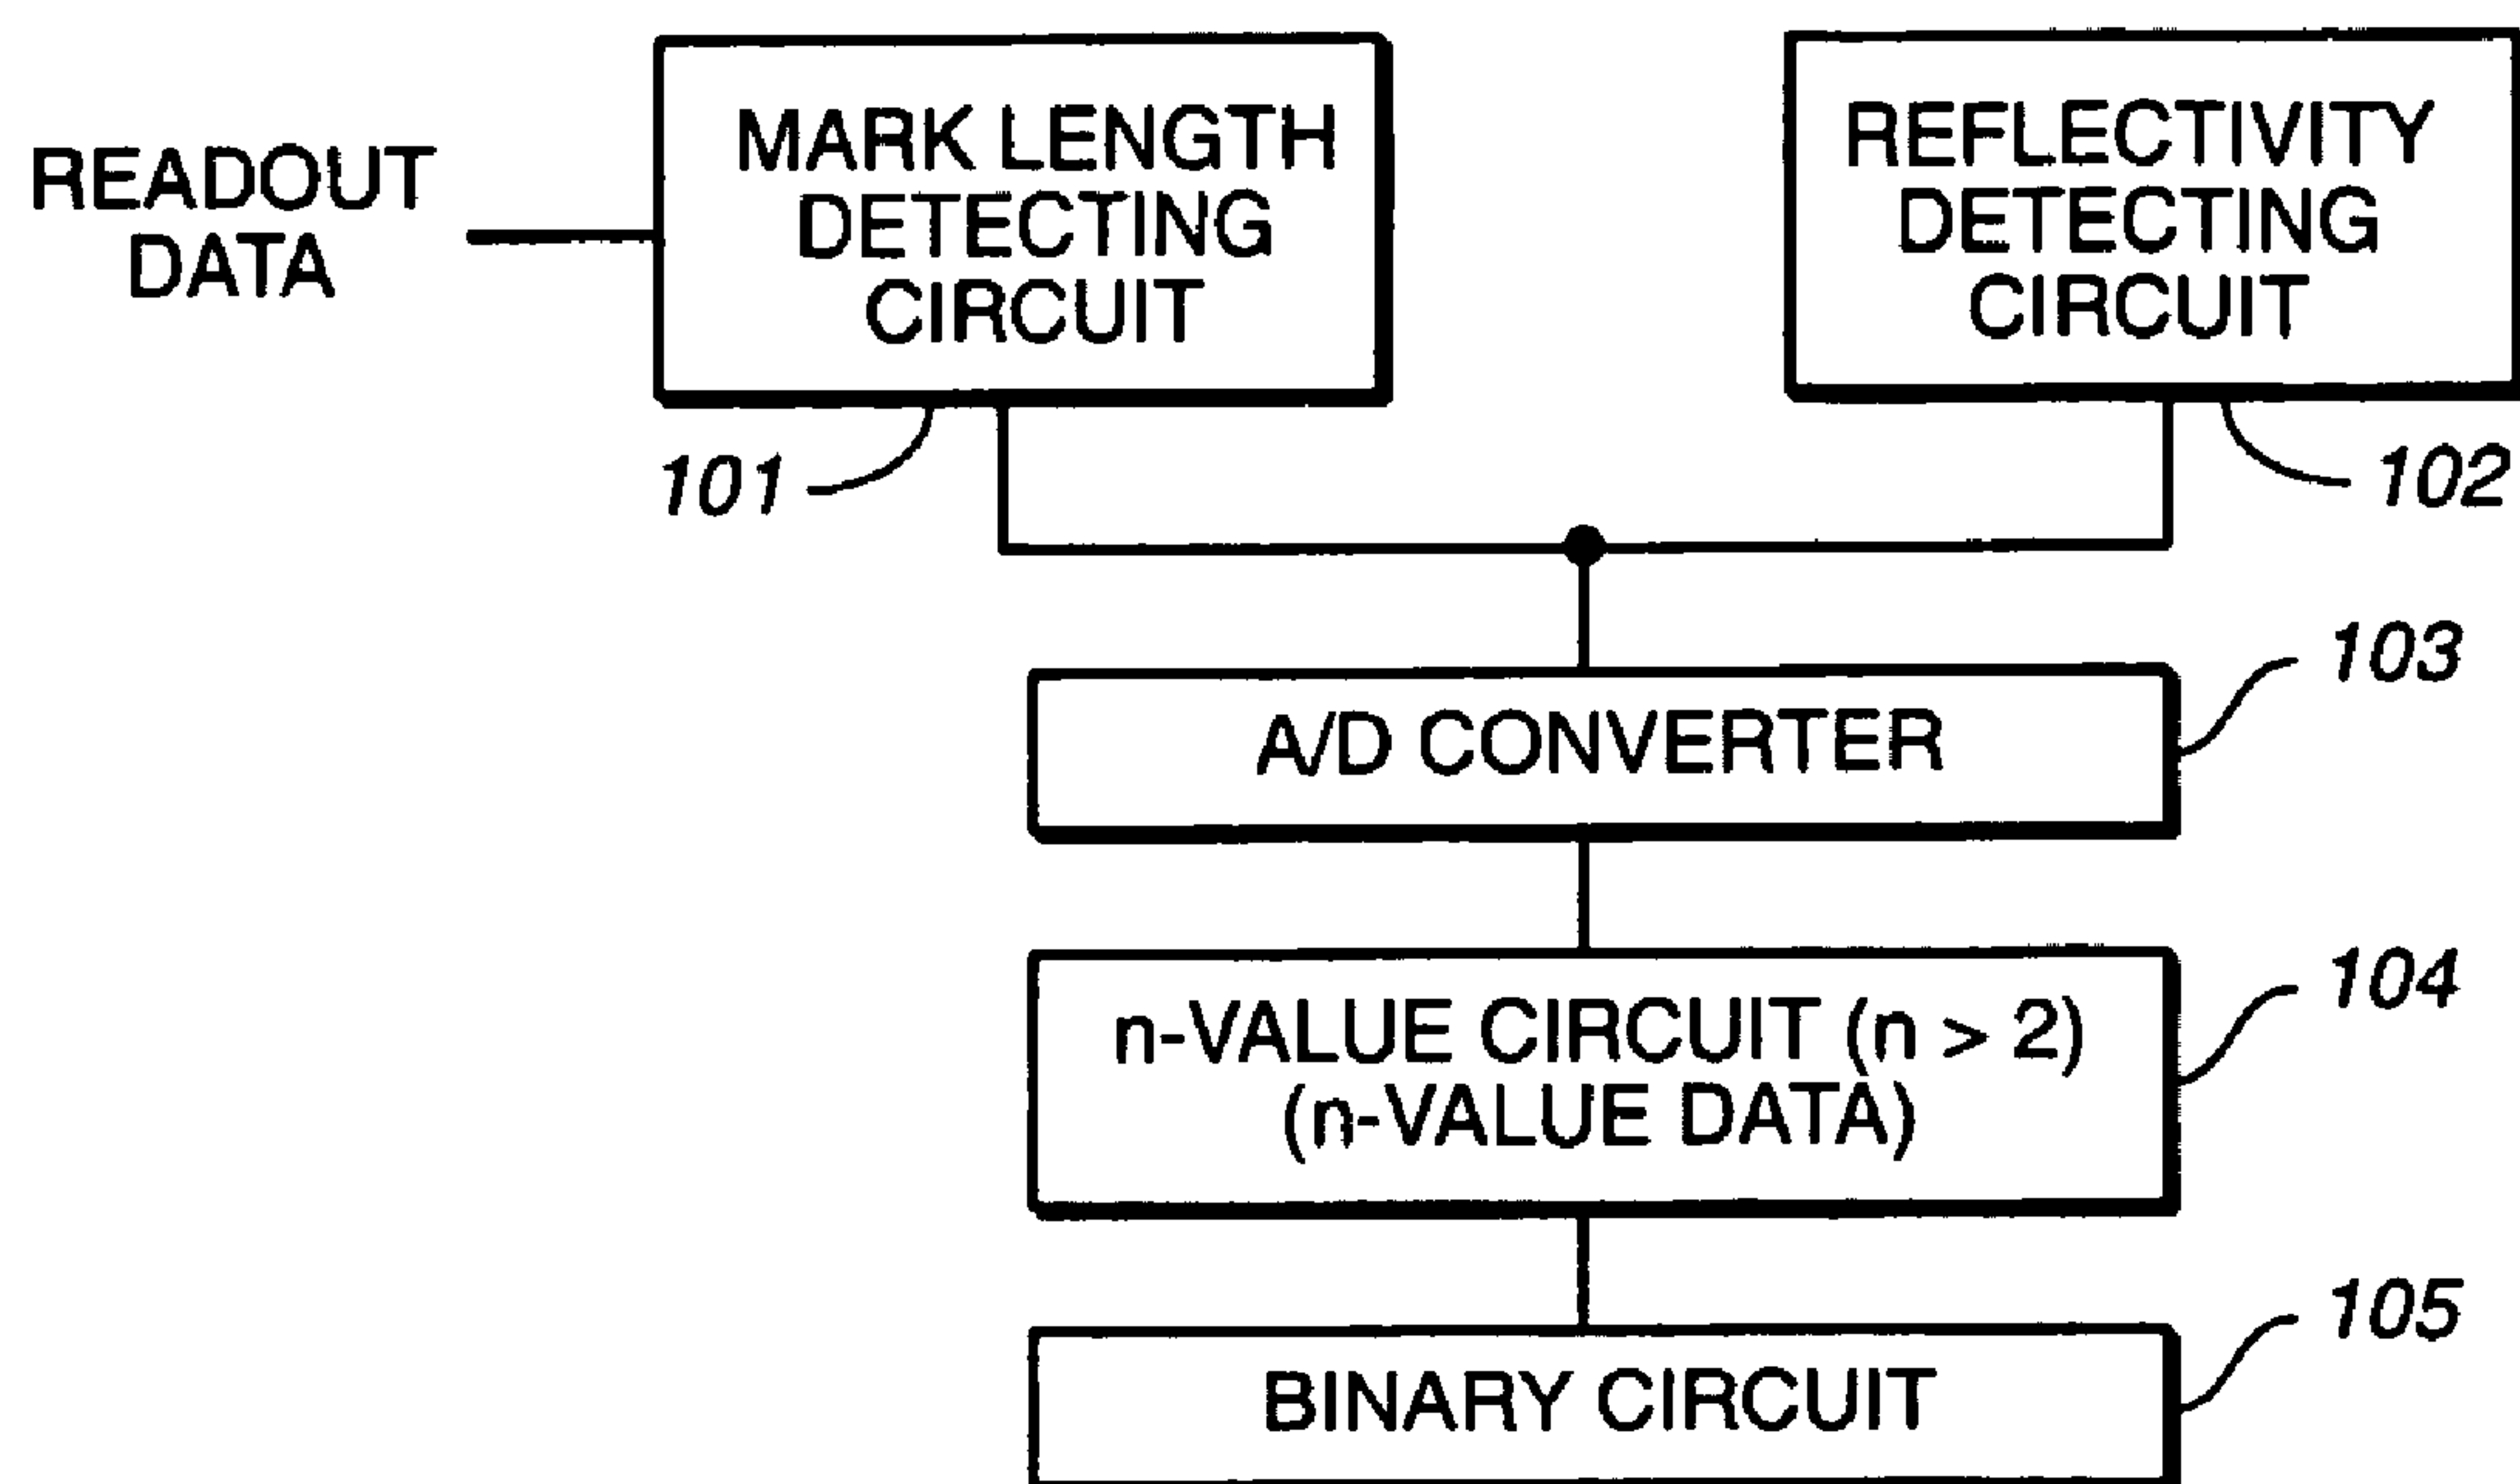 READOUT
DATA
MARK LENGTH
DETECTING
CIRCUIT
REFLECTIVITY
DETECTING
CIRCUIT
101
102
A/D CONVERTER
103
n-VALUE CIRCUIT (n > 2)
(n-VALUE DATA)
104
BINARY CIRCUIT
105